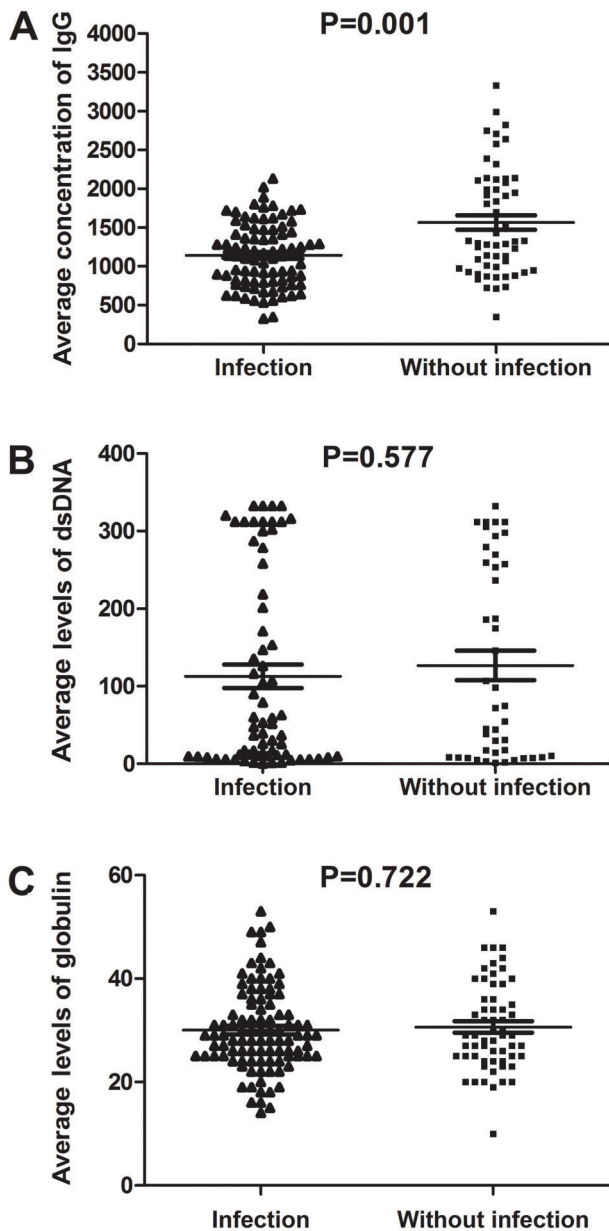 A
P=0.001
Average concentration of IgG
4000
3500
3000
2500
2000
1500
1000
500
0
Infection
Without infection
B
P=0.577
Average levels of dsDNA
400
300
200
100
0
Infection
Without infection
C
P=0.722
Average levels of globulin
60
40
20
0
Infection
Without infection